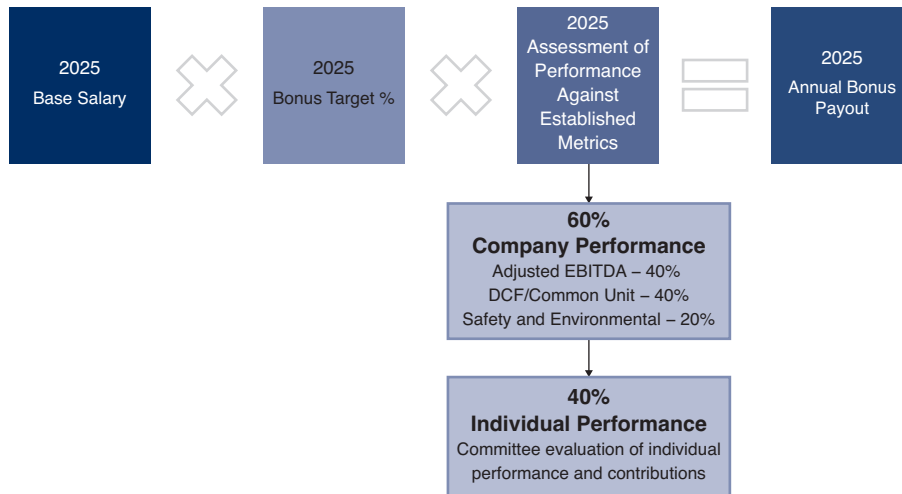 2025
Base Salary
2025
Bonus Target %
2025
Assessment of
Performance
Against
Established
Metrics
2025
Annual Bonus
Payout
60%
Company Performance
Adjusted EBITDA – 40%
DCF/Common Unit – 40%
Safety and Environmental – 20%
40%
Individual Performance
Committee evaluation of individual
performance and contributions